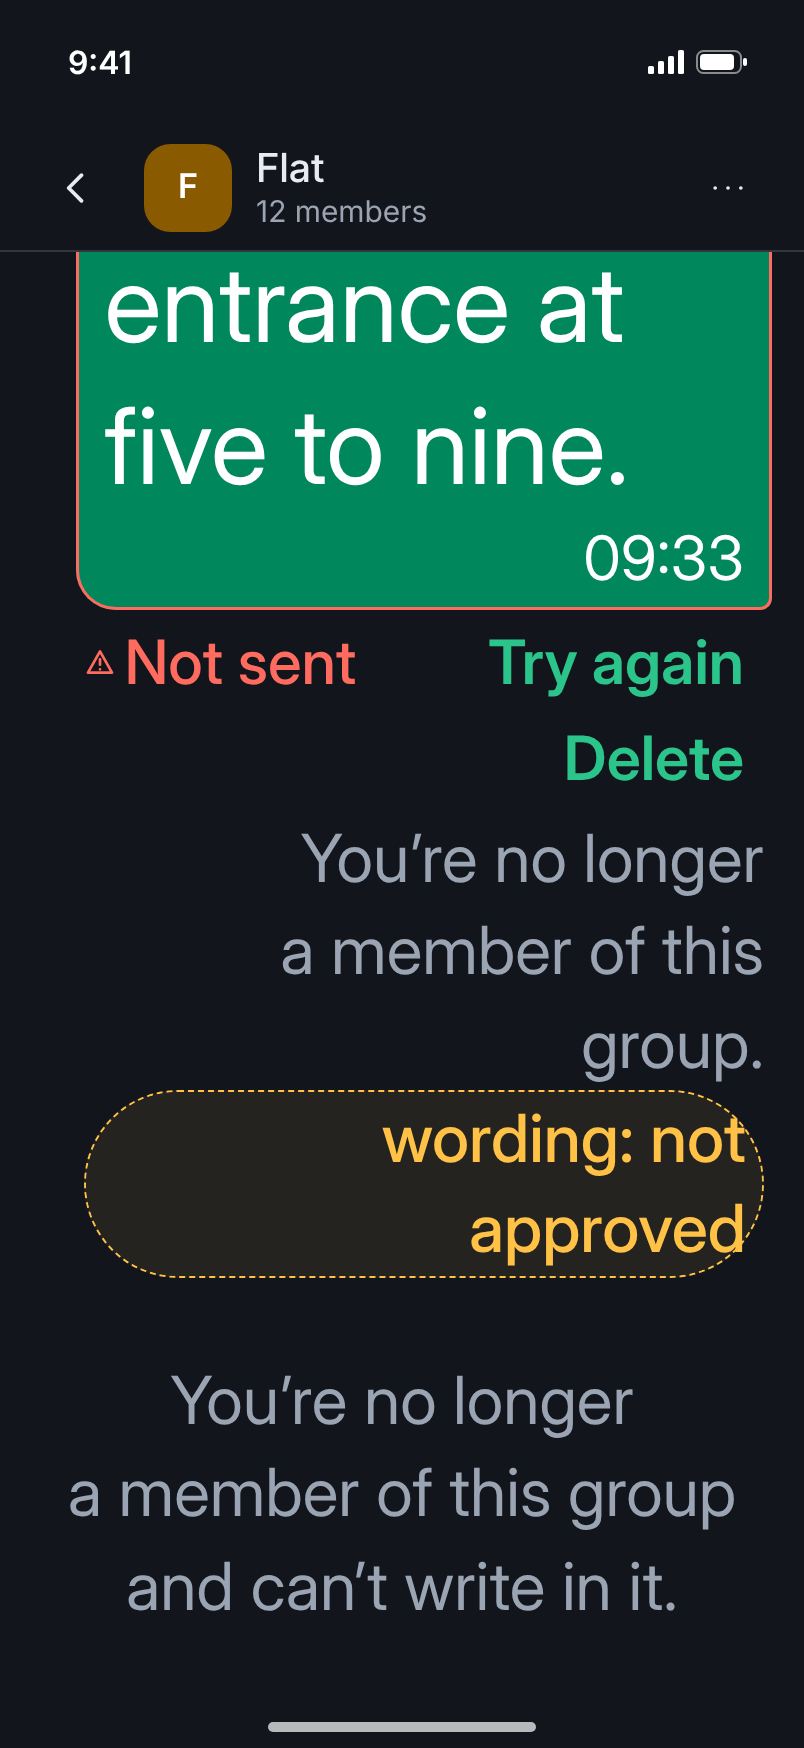 9:41
F
Flat
12 members
···
entrance at
five to nine.
09:33
Not sent
Try again
Delete
You’re no longer
a member of this
group.
wording: not
approved
You’re no longer
a member of this group
and can’t write in it.